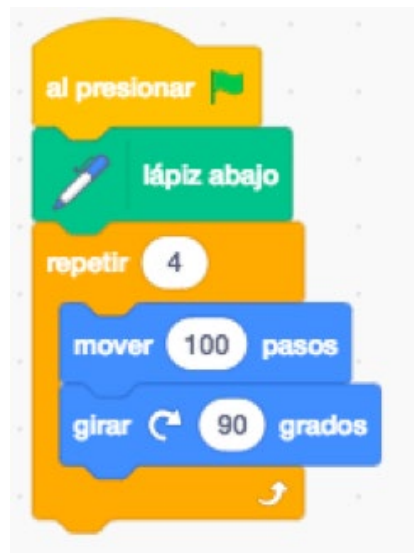 al presionar
lápiz abajo
repetir 4
mover 100 pasos
girar 90 grados